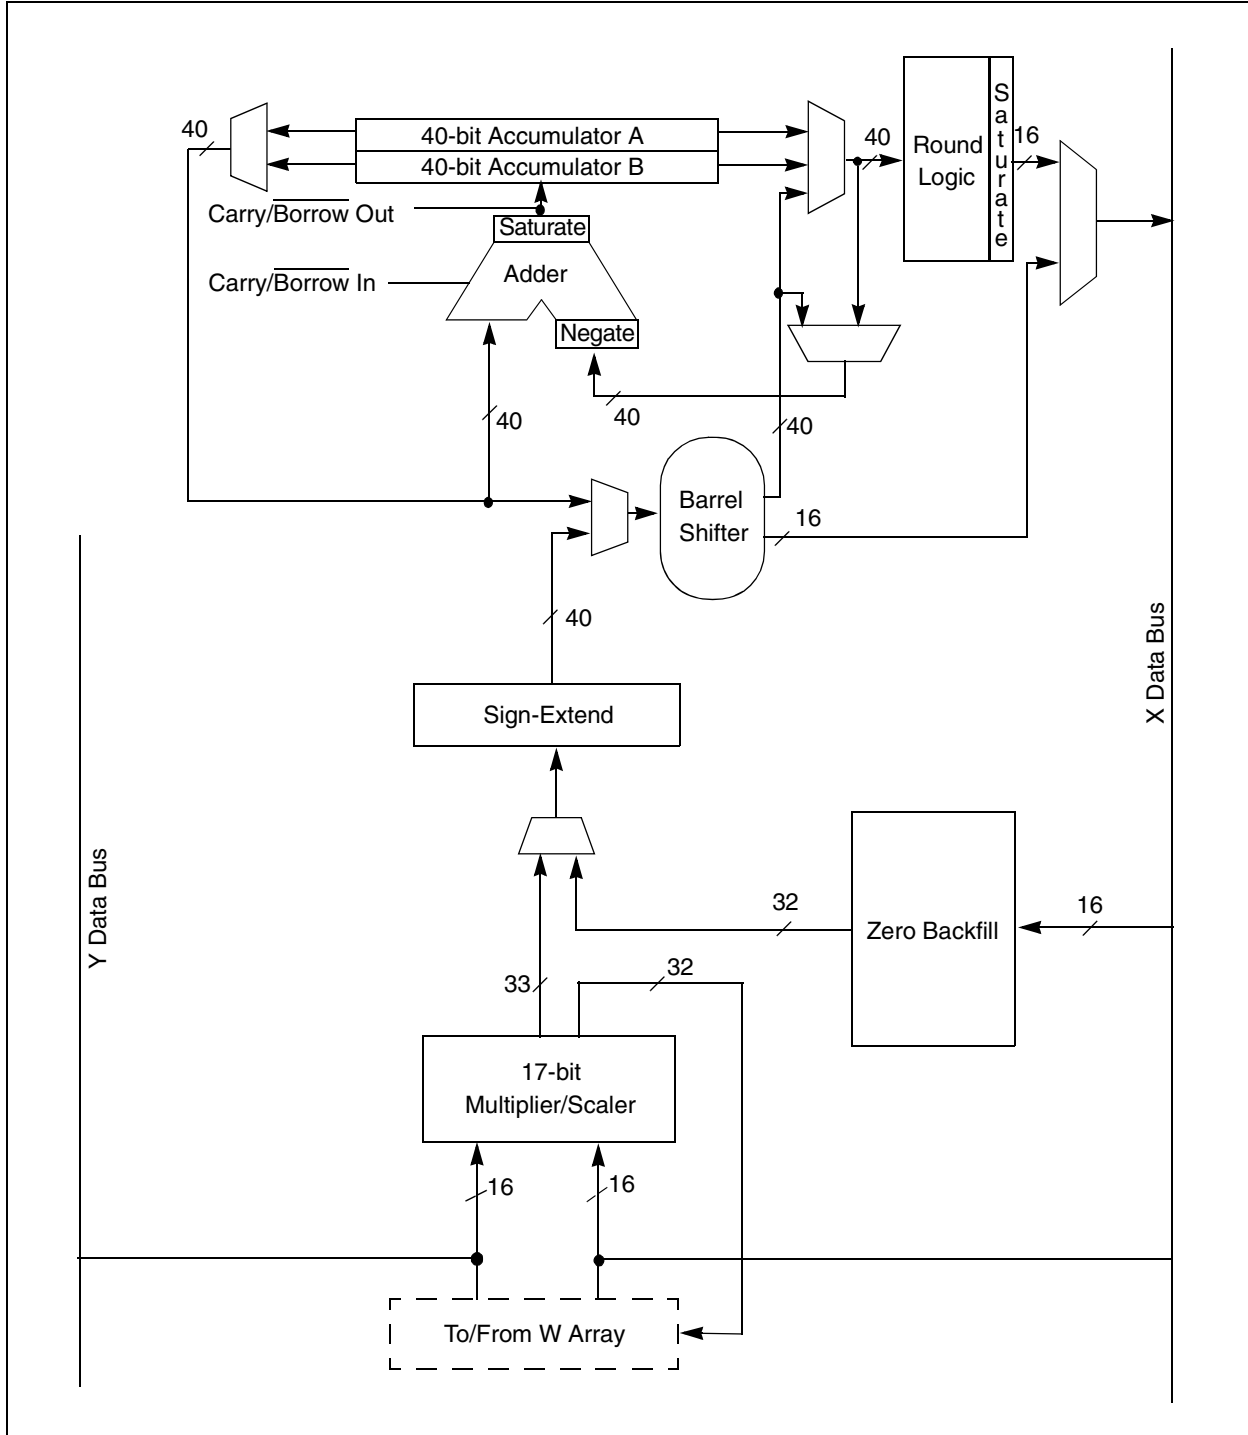 40
40-bit Accumulator A
40-bit Accumulator B
40
Round
Logic
Saturate
16
Carry/Borrow Out
Saturate
Carry/Borrow In
Adder
Negate
40
40
40
Barrel
Shifter
16
40
X Data Bus
Sign-Extend
Y Data Bus
32
Zero Backfill
16
33
32
17-bit
Multiplier/Scaler
16
16
To/From W Array